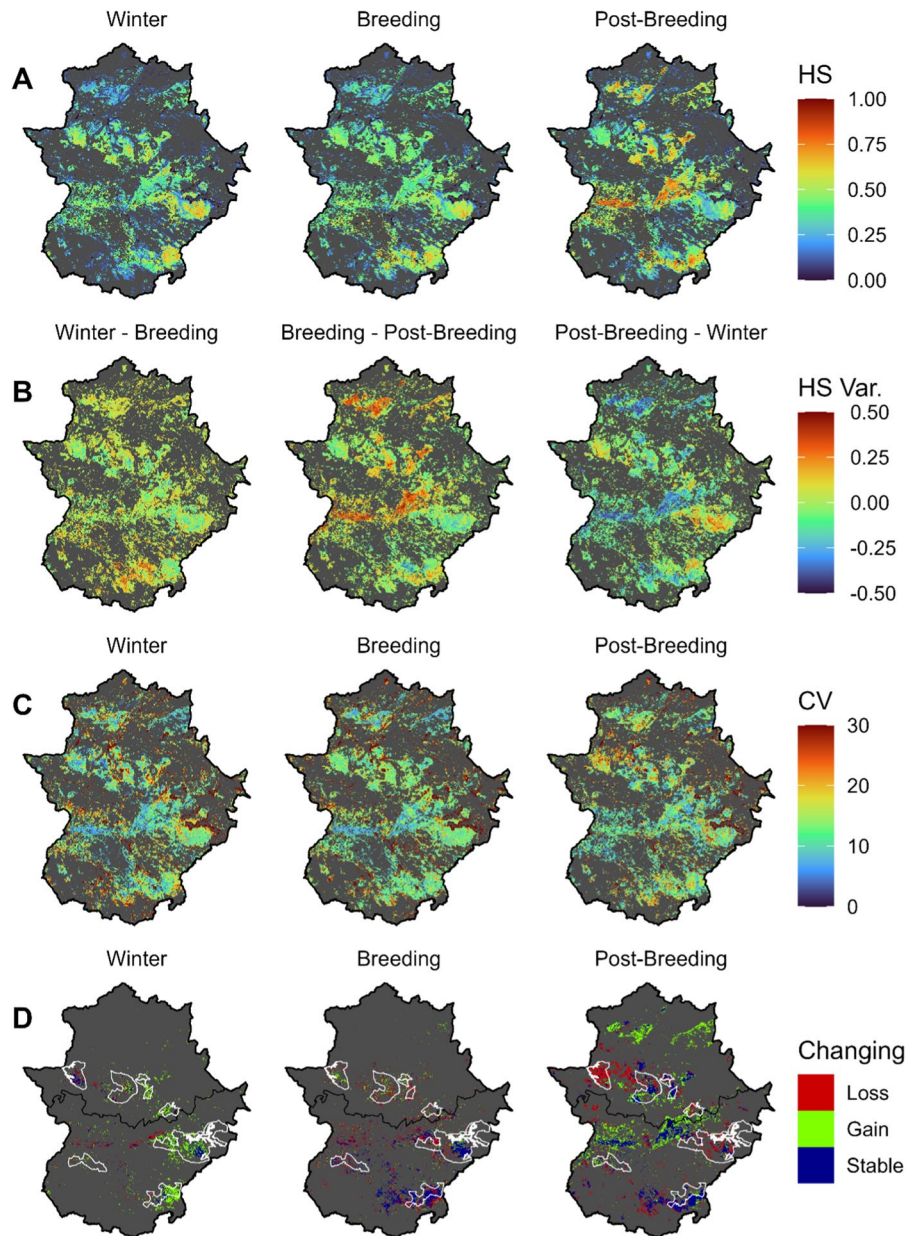 Winter Breeding Post-Breeding
A
HS
1.00
0.75
0.50
0.25
0.00
Winter - Breeding Breeding - Post-Breeding Post-Breeding - Winter
B
HS Var.
0.50
0.25
0.00
-0.25
-0.50
Winter Breeding Post-Breeding
C
CV
30
20
10
0
Winter Breeding Post-Breeding
D
Changing
Loss
Gain
Stable